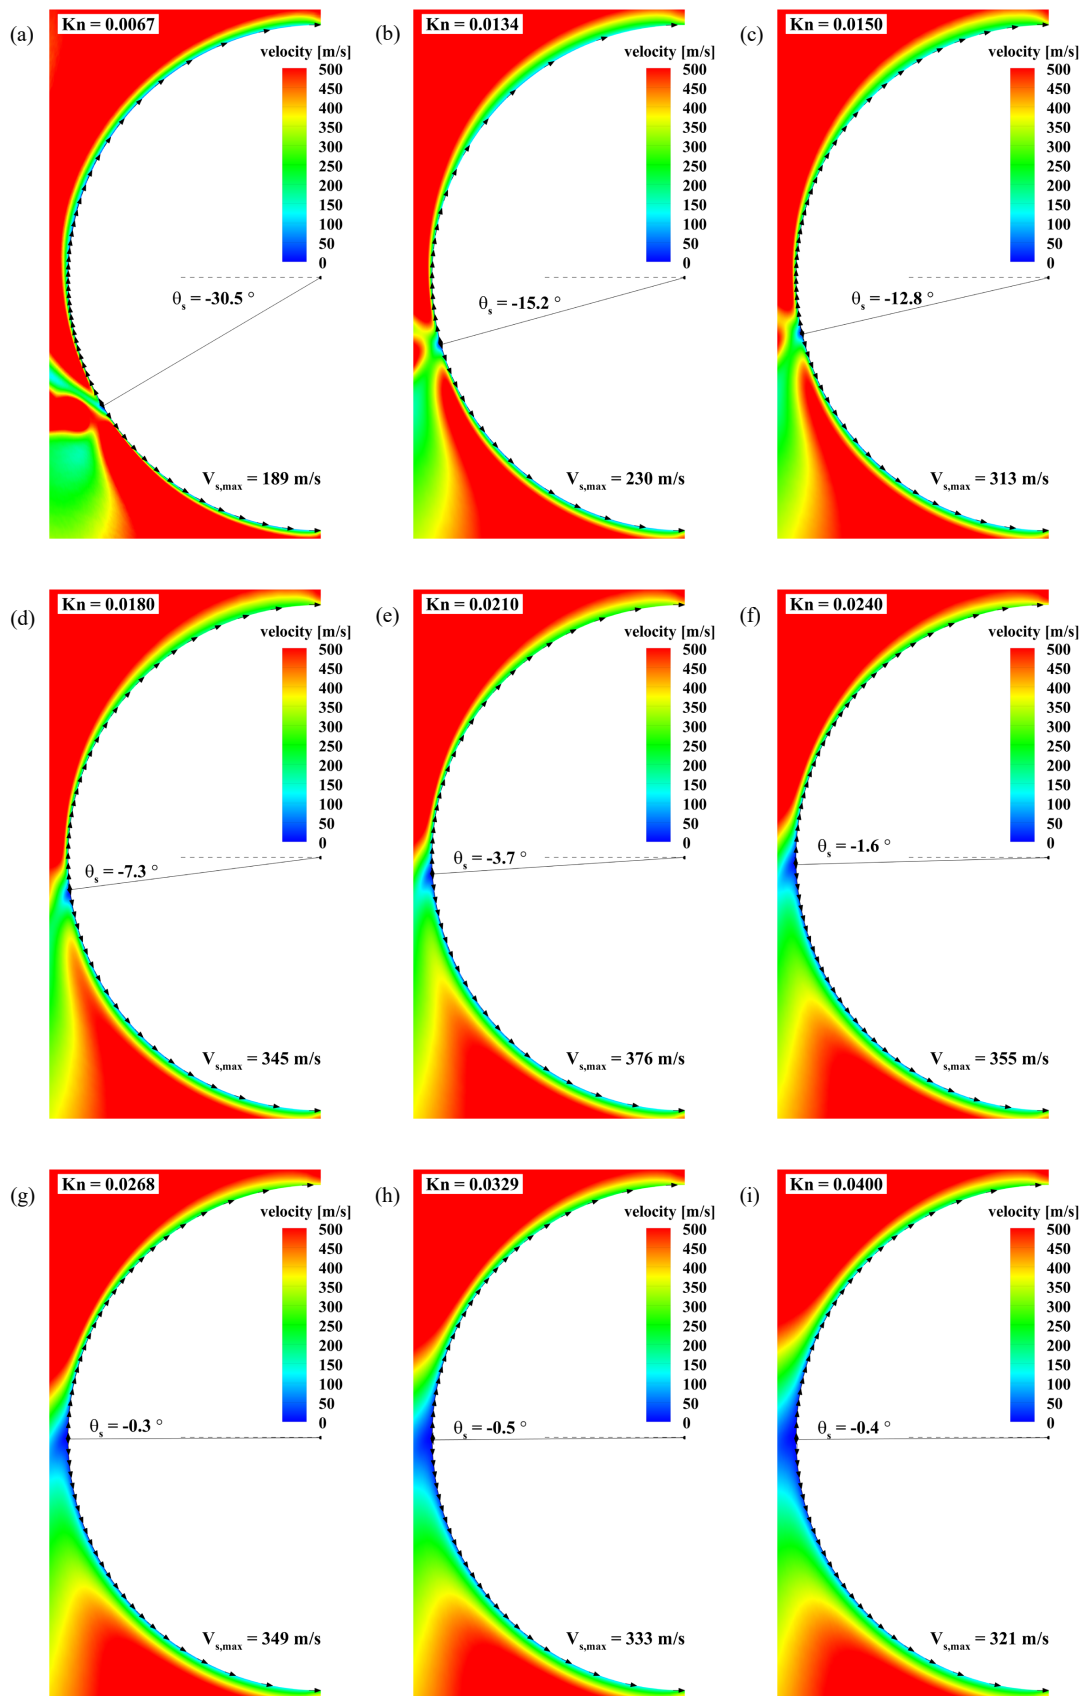 (a)
Kn = 0.0067
velocity [m/s]
500
450
400
350
300
250
200
150
100
50
0
θs = -30.5 °
Vs,max = 189 m/s
(b)
Kn = 0.0134
velocity [m/s]
500
450
400
350
300
250
200
150
100
50
0
θs = -15.2 °
Vs,max = 230 m/s
(c)
Kn = 0.0150
velocity [m/s]
500
450
400
350
300
250
200
150
100
50
0
θs = -12.8 °
Vs,max = 313 m/s
(d)
Kn = 0.0180
velocity [m/s]
500
450
400
350
300
250
200
150
100
50
0
θs = -7.3 °
Vs,max = 345 m/s
(e)
Kn = 0.0210
velocity [m/s]
500
450
400
350
300
250
200
150
100
50
0
θs = -3.7 °
Vs,max = 376 m/s
(f)
Kn = 0.0240
velocity [m/s]
500
450
400
350
300
250
200
150
100
50
0
θs = -1.6 °
Vs,max = 355 m/s
(g)
Kn = 0.0268
velocity [m/s]
500
450
400
350
300
250
200
150
100
50
0
θs = -0.3 °
Vs,max = 349 m/s
(h)
Kn = 0.0329
velocity [m/s]
500
450
400
350
300
250
200
150
100
50
0
θs = -0.5 °
Vs,max = 333 m/s
(i)
Kn = 0.0400
velocity [m/s]
500
450
400
350
300
250
200
150
100
50
0
θs = -0.4 °
Vs,max = 321 m/s